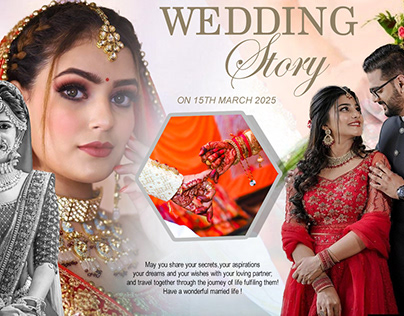 WEDDING
Story
ON 15TH MARCH 2025
May you share your secrets,your aspirations
your dreams and your wishes with your loving partner;
and travel together through the journey of life fulfiling them!
Have a wonderful married life !